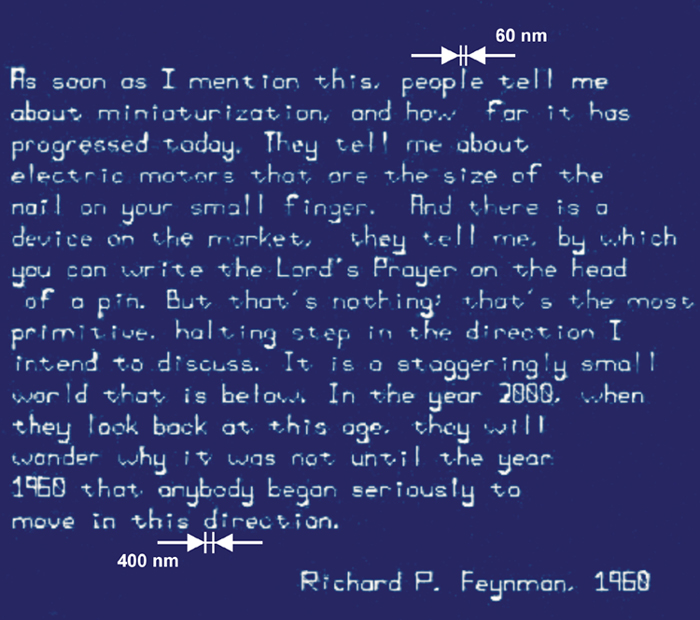 60 nm
As soon as I mention this, people tell me
about miniaturization, and how far it has
progressed today. They tell me about
electric motors that are the size of the
nail on your small finger. And there is a
device on the market, they tell me, by which
you can write the Lord's Prayer on the head
of a pin. But that's nothing; that's the most
primitive, halting step in the direction I
intend to discuss. It is a staggeringly small
world that is below. In the year 2000, when
they look back at this age, they will
wonder why it was not until the year
1960 that anybody began seriously to
move in this direction.
400 nm
Richard P. Feynman, 1960